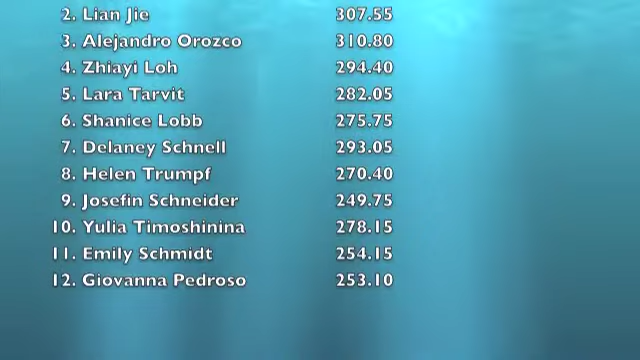 2. Lian Jie 307.55
3. Alejandro Orozco 310.80
4. Zhiayi Loh 294.40
5. Lara Tarvit 282.05
6. Shanice Lobb 275.75
7. Delaney Schnell 293.05
8. Helen Trumpf 270.40
9. Josefin Schneider 249.75
10. Yulia Timoshinina 278.15
11. Emily Schmidt 254.15
12. Giovanna Pedroso 253.10